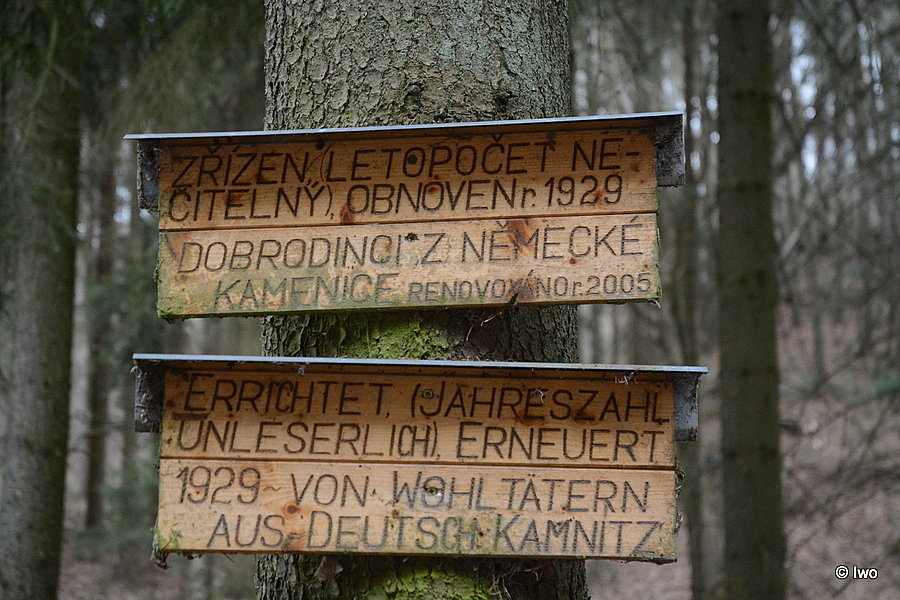 ZŘÍZEN, (LETOPOČET NE-
ČITELNÝ), OBNOVEN r. 1929
DOBRODINCI Z NĚMECKÉ
KAMENICE RENOVOVÁNO r. 2005
ERRICHTET, (JAHRESZAHL
UNLESERLICH), ERNEUERT
1929 ~ VON WOHLTÄTERN
AUS DEUTSCH KAMNITZ
© Iwo